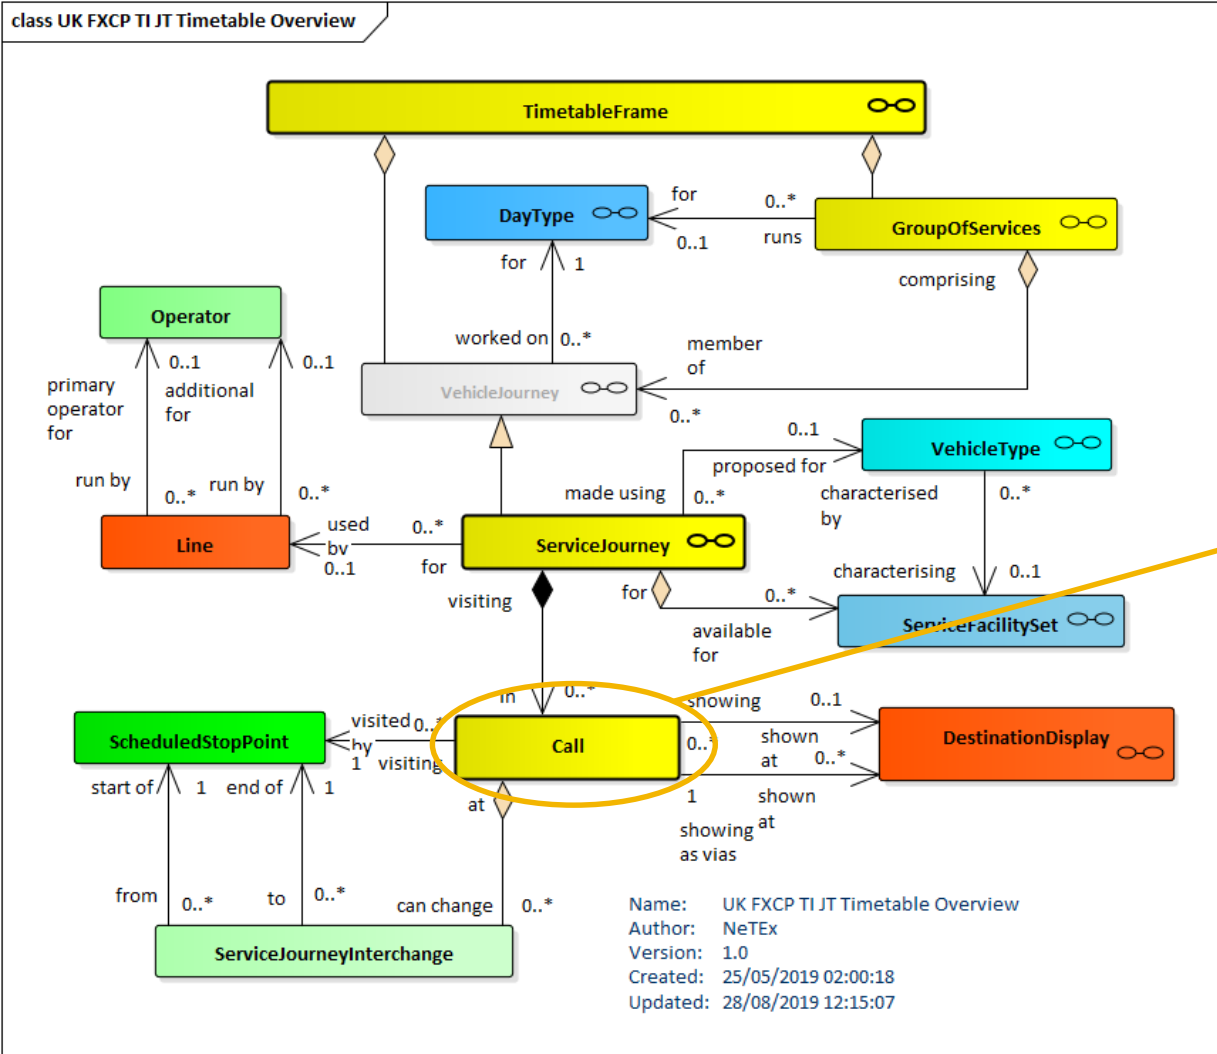 class UK FXCP TI JT Timetable Overview
TimetableFrame
DayType
for
0..*
0..1
runs
GroupOfServices
for
1
comprising
Operator
worked on
0..*
member
of
0..1
0..1
primary
operator
for
additional
for
VehicleJourney
0..*
0..1
proposed for
VehicleType
run by
0..*
run by
0..*
made using
0..*
characterised
by
0..*
Line
used
by
0..1
0..*
for
ServiceJourney
characterising
0..1
visiting
for
0..*
available
for
ServiceFacilitySet
in
0..*
showing
0..1
ScheduledStopPoint
visited
by
0..*
1
visiting
Call
0..*
shown
at
0..*
DestinationDisplay
start of
1
end of
1
at
1
shown
at
showing
as vias
from
0..*
to
0..*
can change
0..*
ServiceJourneyInterchange
Name: UK FXCP TI JT Timetable Overview
Author: NeTEx
Version: 1.0
Created: 25/05/2019 02:00:18
Updated: 28/08/2019 12:15:07